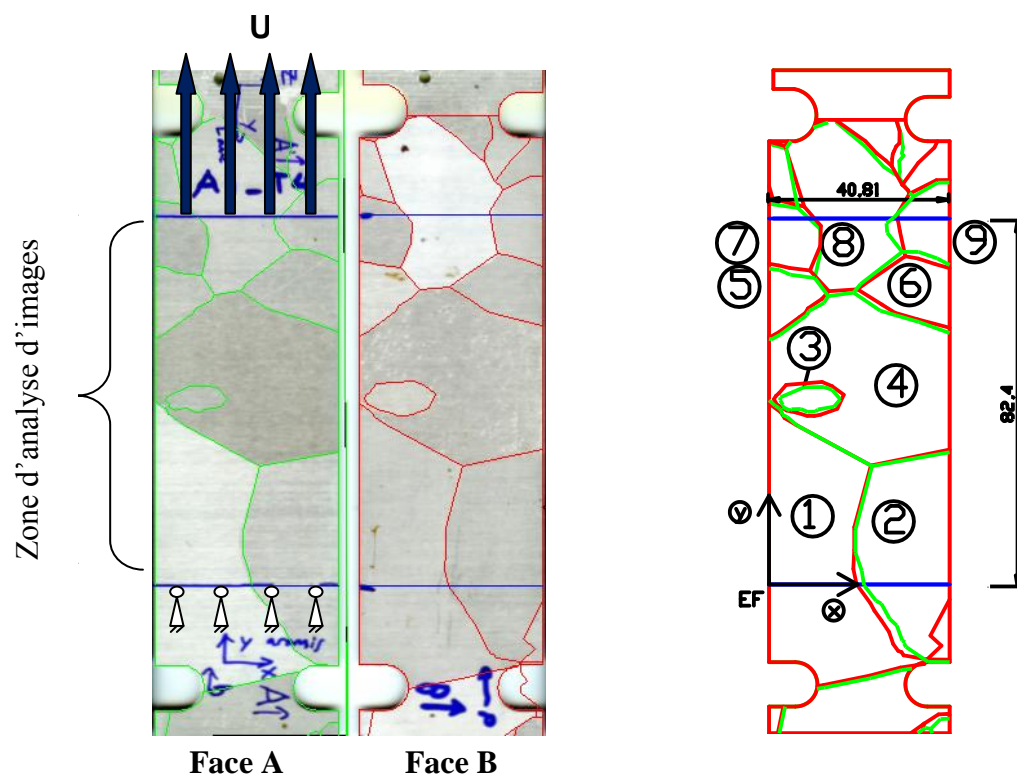 U
A - T
Y aramis
X
A
B
Zone d'analyse d'images
Face A
Face B
40,81
82,4
7
8
9
5
6
3
4
1
2
y
EF
x